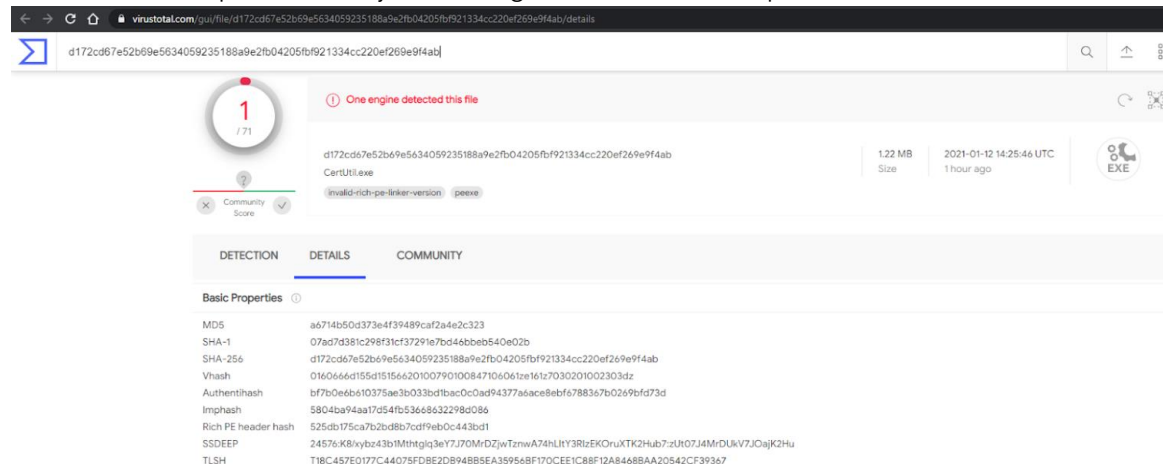 virustotal.com/gui/file/d172cd67e52b69e5634059235188a9e2fb04205fbf921334cc220ef269e9f4ab/details
d172cd67e52b69e5634059235188a9e2fb04205fbf921334cc220ef269e9f4ab
1
/ 71
One engine detected this file
d172cd67e52b69e5634059235188a9e2fb04205fbf921334cc220ef269e9f4ab
CertUtil.exe
invalid-rich-pe-linker-version peexe
1.22 MB
Size
2021-01-12 14:25:46 UTC
1 hour ago
EXE
?
Community
Score
DETECTION DETAILS COMMUNITY
Basic Properties
MD5 a6714b50d373e4f39489caf2a4e2c323
SHA-1 07ad7d381c298f31cf37291e7bd46bbeb540e02b
SHA-256 d172cd67e52b69e5634059235188a9e2fb04205fbf921334cc220ef269e9f4ab
Vhash 0160666d155d1515662010079010084710606​1ze161z7030201002303dz
Authentihash bf7b0e6b610375ae3b033bd1bac0c0ad94377a6ace8ebf6788367b0269bfd73d
Imphash 5804ba94aa17d54fb53668632298d086
Rich PE header hash 525db175ca7b2bd8b7cdf9eb0c443bd1
SSDEEP 24576:K8/xybz43b1Mthtglq3eY7J70MrDZjwTznwA74hLItY3RIzEKOruXTK2Hub7:zUt07J4MrDUkV7JOajK2Hu
TLSH T18C457E0177C44075FDBE2DB94BB5EA35956BF170CEE1C88F12A8468BAA20542CF39367